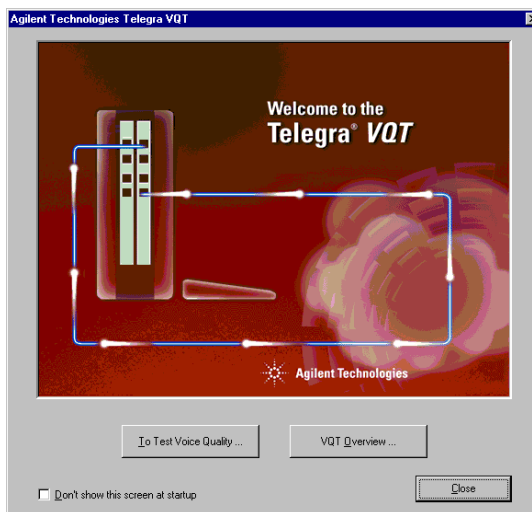 Agilent Technologies Telegra VQT
Welcome to the
Telegra® VQT
Agilent Technologies
To Test Voice Quality ...
VQT Overview ...
Don't show this screen at startup
Close